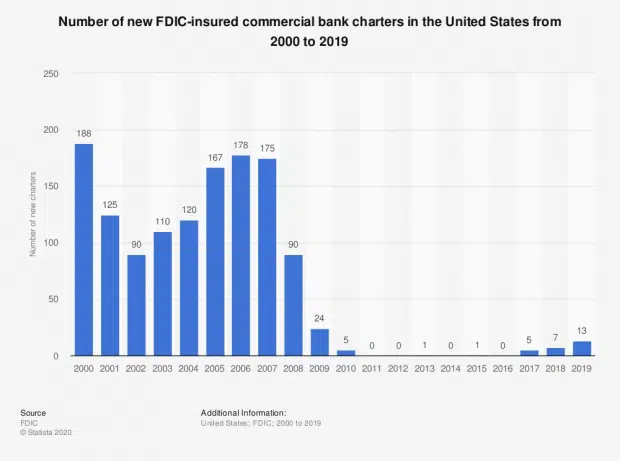 Number of new FDIC-insured commercial bank charters in the United States from
2000 to 2019
Number of new charters
250
200
150
100
50
0
188
125
90
110
120
167
178
175
90
24
5
0
0
1
0
1
0
5
7
13
2000 2001 2002 2003 2004 2005 2006 2007 2008 2009 2010 2011 2012 2013 2014 2015 2016 2017 2018 2019
Source
FDIC
© Statista 2020
Additional Information:
United States; FDIC; 2000 to 2019